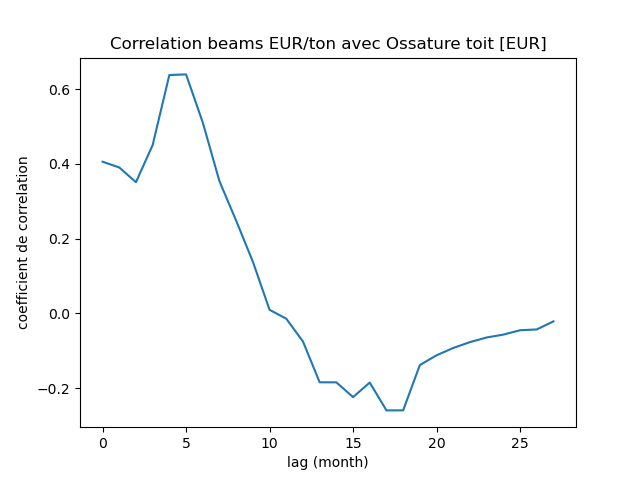 Correlation beams EUR/ton avec Ossature toit [EUR]
coefficient de correlation
0.6
0.4
0.2
0.0
−0.2
0 5 10 15 20 25
lag (month)